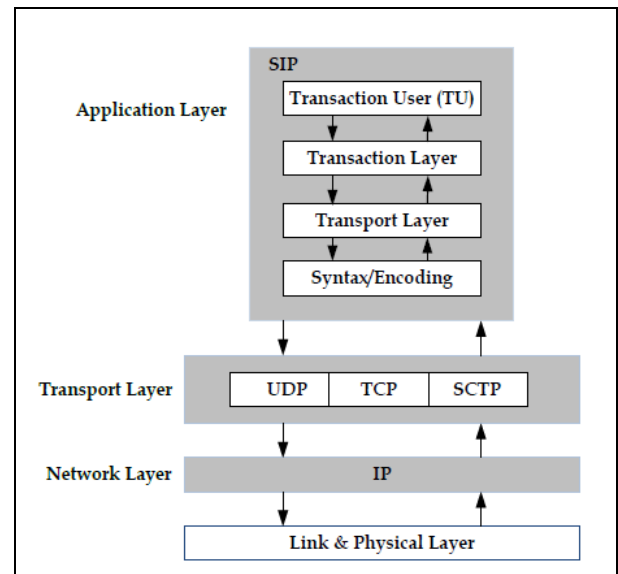 SIP
Application Layer
Transaction User (TU)
Transaction Layer
Transport Layer
Syntax/Encoding
Transport Layer
UDP
TCP
SCTP
Network Layer
IP
Link & Physical Layer